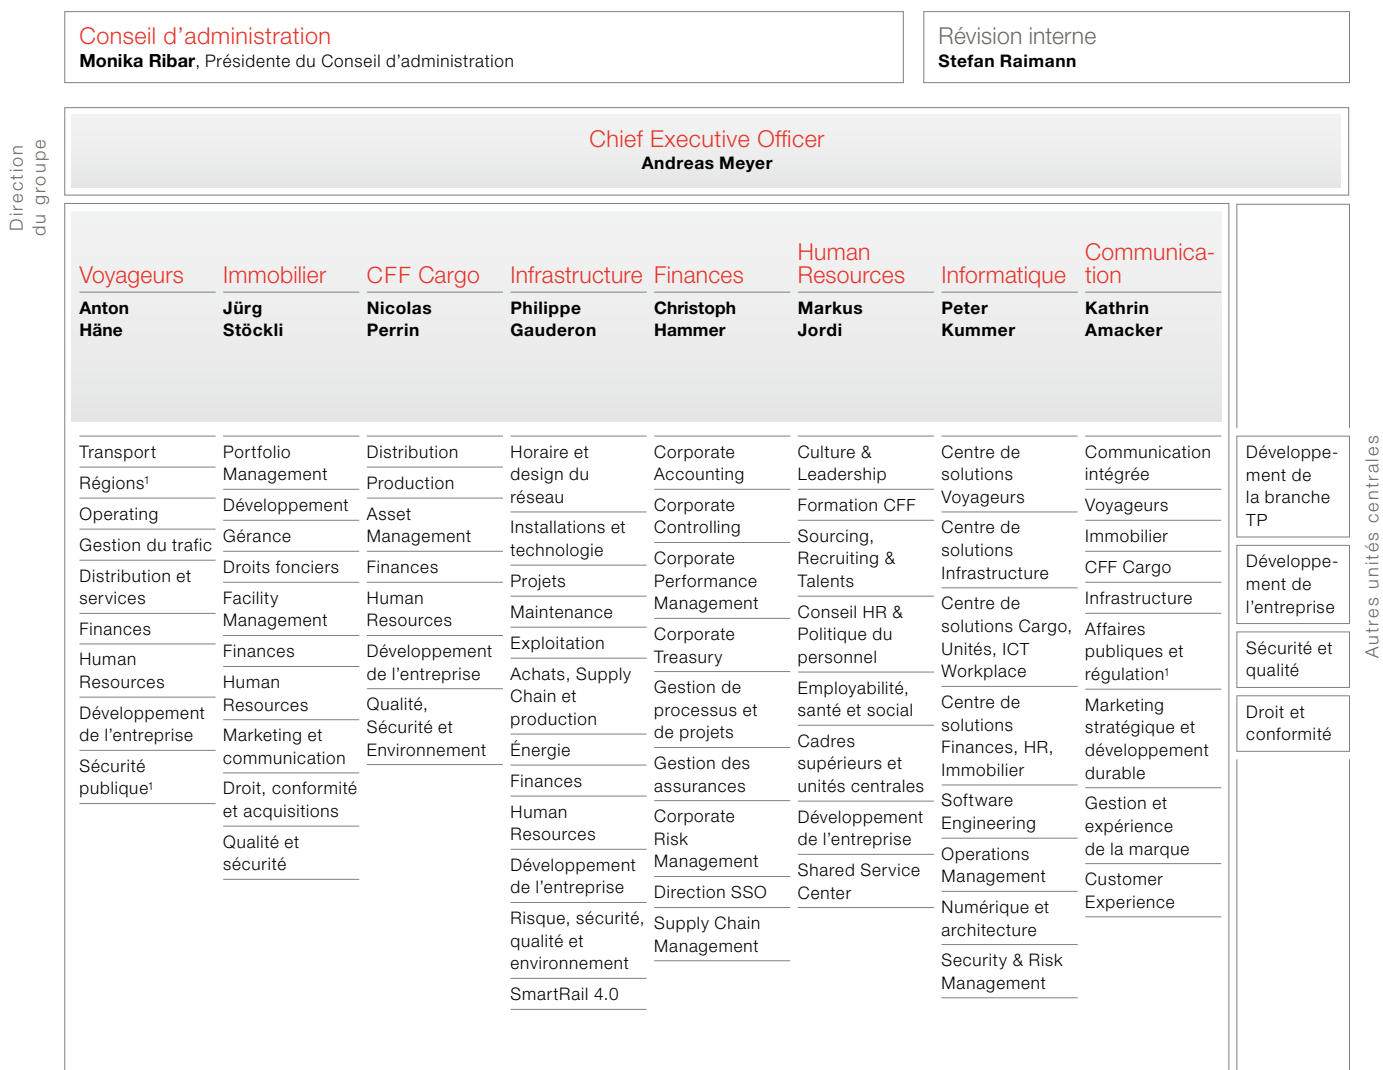 Conseil d'administration
Monika Ribar, Présidente du Conseil d'administration
Révision interne
Stefan Raimann
Direction
du groupe
Chief Executive Officer
Andreas Meyer
Voyageurs
Anton
Häne
Transport
Régions¹
Operating
Gestion du trafic
Distribution et
services
Finances
Human
Resources
Développement
de l'entreprise
Sécurité
publique¹
Immobilier
Jürg
Stöckli
Portfolio
Management
Développement
Gérance
Droits fonciers
Facility
Management
Finances
Human
Resources
Marketing et
communication
Droit, conformité
et acquisitions
Qualité et
sécurité
CFF Cargo
Nicolas
Perrin
Distribution
Production
Asset
Management
Finances
Human
Resources
Développement
de l'entreprise
Qualité,
Sécurité et
Environnement
Infrastructure
Philippe
Gauderon
Horaire et
design du
réseau
Installations et
technologie
Projets
Maintenance
Exploitation
Achats, Supply
Chain et
production
Énergie
Finances
Human
Resources
Développement
de l'entreprise
Risque, sécurité,
qualité et
environnement
SmartRail 4.0
Finances
Christoph
Hammer
Corporate
Accounting
Corporate
Controlling
Corporate
Performance
Management
Corporate
Treasury
Gestion de
processus et
de projets
Gestion des
assurances
Corporate
Risk
Management
Direction SSO
Supply Chain
Management
Human
Resources
Markus
Jordi
Culture &
Leadership
Formation CFF
Sourcing,
Recruiting &
Talents
Conseil HR &
Politique du
personnel
Employabilité,
santé et social
Cadres
supérieurs et
unités centrales
Développement
de l'entreprise
Shared Service
Center
Informatique
Peter
Kummer
Centre de
solutions
Voyageurs
Centre de
solutions
Infrastructure
Centre de
solutions Cargo,
Unités, ICT
Workplace
Centre de
solutions
Finances, HR,
Immobilier
Software
Engineering
Operations
Management
Numérique et
architecture
Security & Risk
Management
Communica-
tion
Kathrin
Amacker
Communication
intégrée
Voyageurs
Immobilier
CFF Cargo
Infrastructure
Affaires
publiques et
régulation¹
Marketing
stratégique et
développement
durable
Gestion et
expérience
de la marque
Customer
Experience
Développe-
ment de
la branche
TP
Développe-
ment de
l'entreprise
Sécurité et
qualité
Droit et
conformité
Autres unités centrales